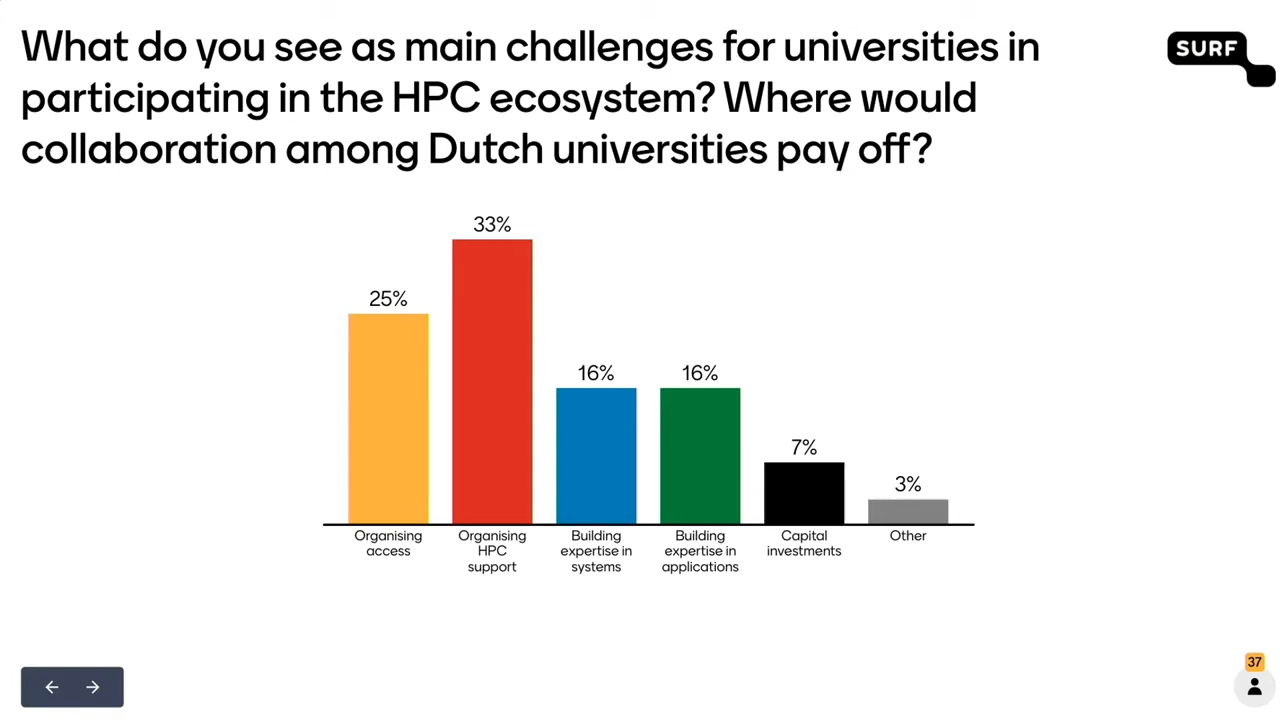 What do you see as main challenges for universities in
participating in the HPC ecosystem? Where would
collaboration among Dutch universities pay off?
SURF
33%
25%
16%
16%
7%
3%
Organising
access
Organising
HPC
support
Building
expertise in
systems
Building
expertise in
applications
Capital
investments
Other
37